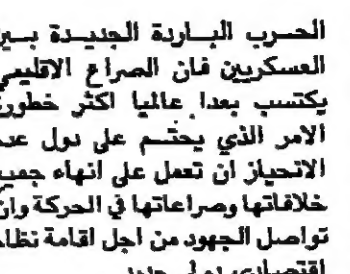 الحرب الباردة الجديدة بين
العسكريين فان الصراع الاقليمي
يكتسب بعدا عالميا اكثر خطورة
الامر الذي يحتم على دول عدم
الانحياز ان تعمل على انهاء جميع
خلافاتها وصراعاتها في الحركة وان
تواصل الجهود من اجل اقامة نظام